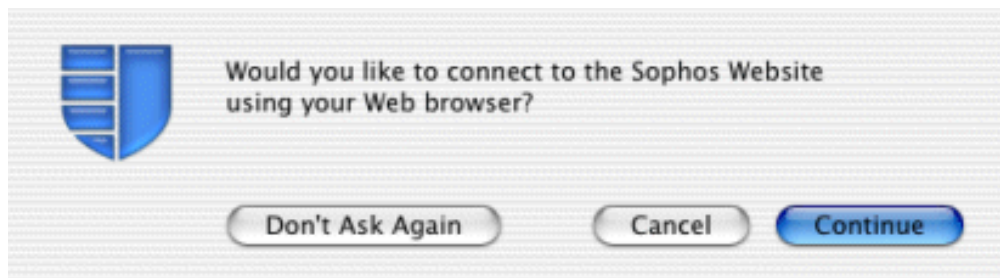 Would you like to connect to the Sophos Website
using your Web browser?
Don't Ask Again
Cancel
Continue